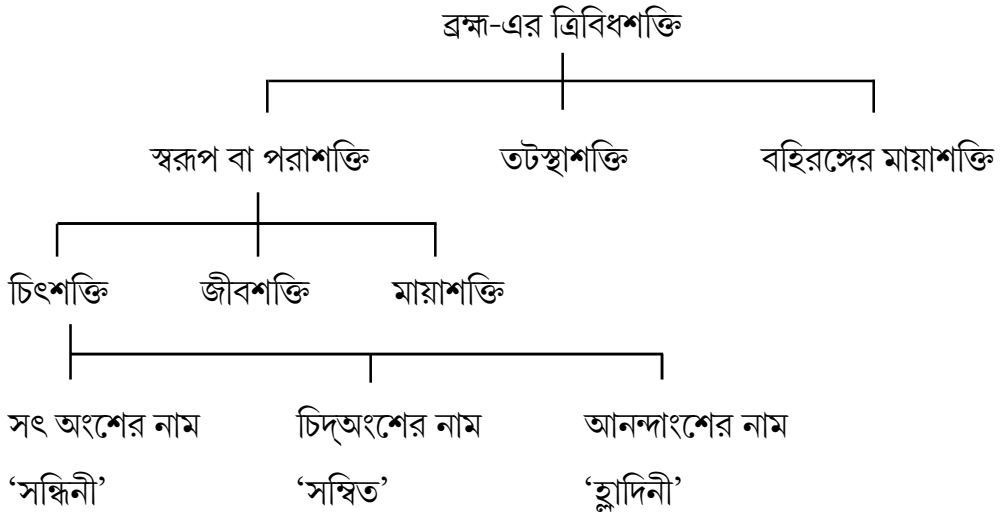 ব্রহ্ম-এর ত্রিবিধশক্তি
স্বরূপ বা পরাশক্তি তটস্থাশক্তি বহিরঙ্গের মায়াশক্তি
চিৎশক্তি জীবশক্তি মায়াশক্তি
সৎ অংশের নাম চিদ্‌অংশের নাম আনন্দাংশের নাম
‘সন্ধিনী’ ‘সম্বিত’ ‘হ্লাদিনী’